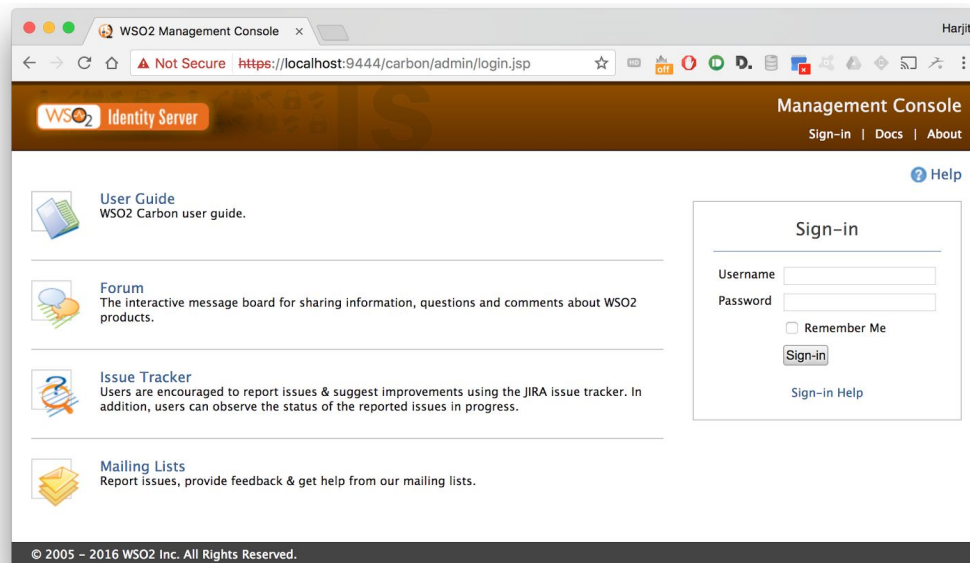 WSO2 Management Console ×
Harjit
Not Secure https://localhost:9444/carbon/admin/login.jsp
HD off D.
WSO2 Identity Server
IS
Management Console
Sign-in | Docs | About
Help
User Guide
WSO2 Carbon user guide.
Forum
The interactive message board for sharing information, questions and comments about WSO2
products.
Issue Tracker
Users are encouraged to report issues & suggest improvements using the JIRA issue tracker. In
addition, users can observe the status of the reported issues in progress.
Mailing Lists
Report issues, provide feedback & get help from our mailing lists.
Sign-in
Username
Password
Remember Me
Sign-in
Sign-in Help
© 2005 - 2016 WSO2 Inc. All Rights Reserved.